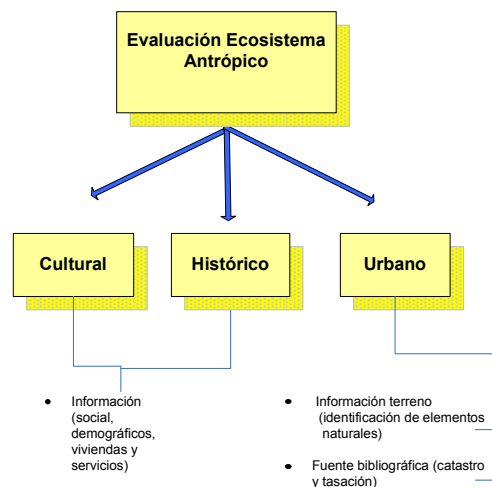 Evaluación Ecosistema
Antrópico
Cultural
Histórico
Urbano
• Información
(social,
demográficos,
viviendas y
servicios)
• Información terreno
(identificación de elementos
naturales)
• Fuente bibliográfica (catastro
y tasación)